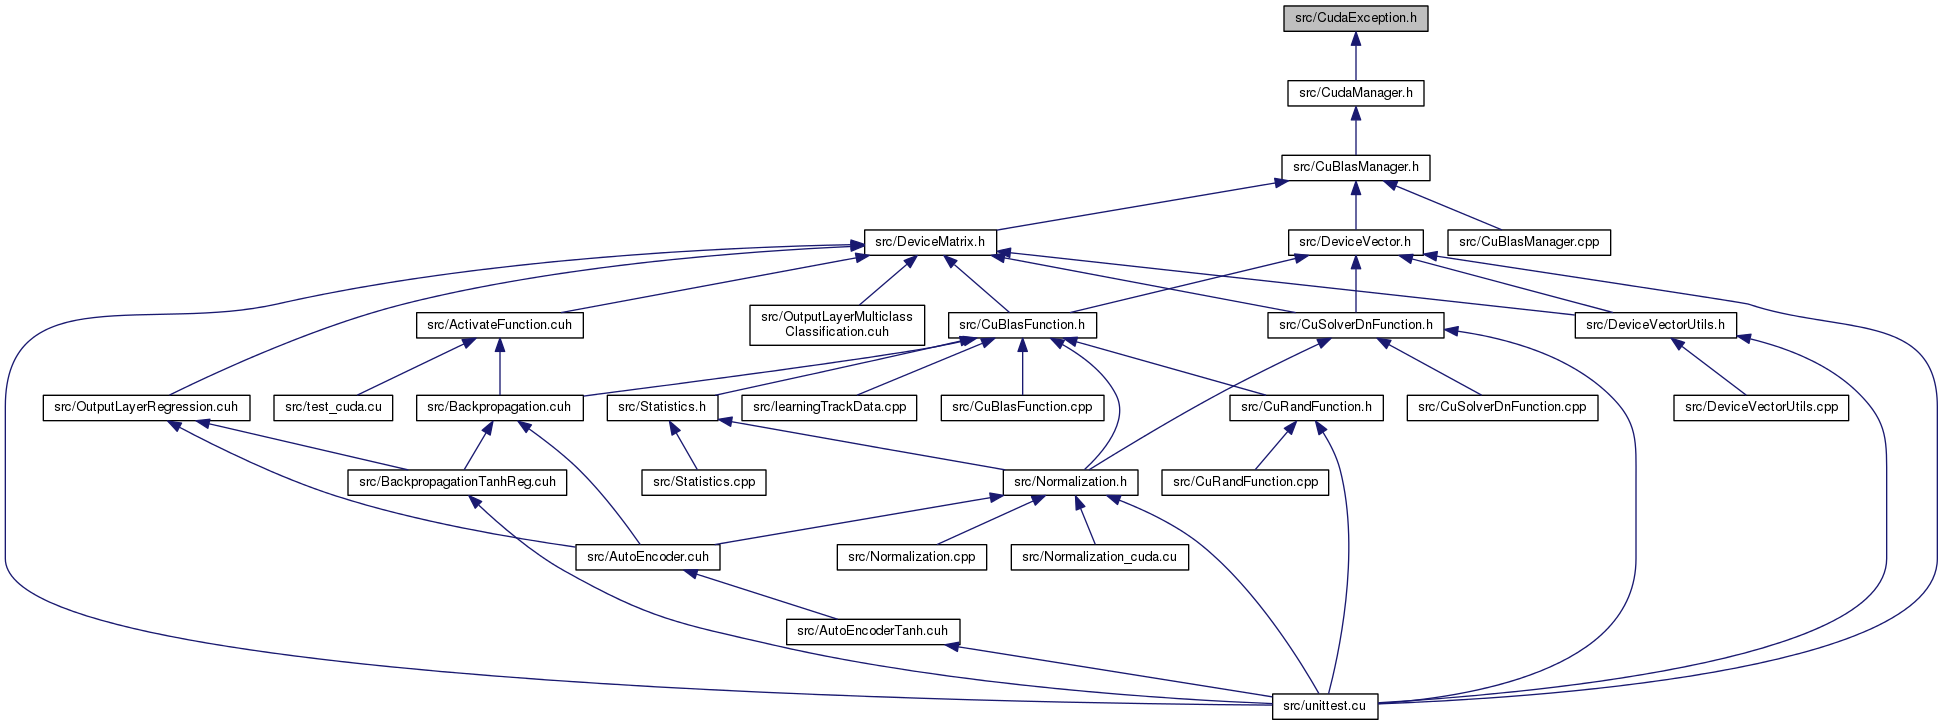 src/CudaException.h
src/CudaManager.h
src/CuBlasManager.h
src/DeviceMatrix.h
src/DeviceVector.h
src/CuBlasManager.cpp
src/ActivateFunction.cuh
src/OutputLayerMulticlass
Classification.cuh
src/CuBlasFunction.h
src/CuSolverDnFunction.h
src/DeviceVectorUtils.h
src/OutputLayerRegression.cuh
src/test_cuda.cu
src/Backpropagation.cuh
src/Statistics.h
src/learningTrackData.cpp
src/CuBlasFunction.cpp
src/CuRandFunction.h
src/CuSolverDnFunction.cpp
src/DeviceVectorUtils.cpp
src/BackpropagationTanhReg.cuh
src/Statistics.cpp
src/Normalization.h
src/CuRandFunction.cpp
src/AutoEncoder.cuh
src/Normalization.cpp
src/Normalization_cuda.cu
src/AutoEncoderTanh.cuh
src/unittest.cu